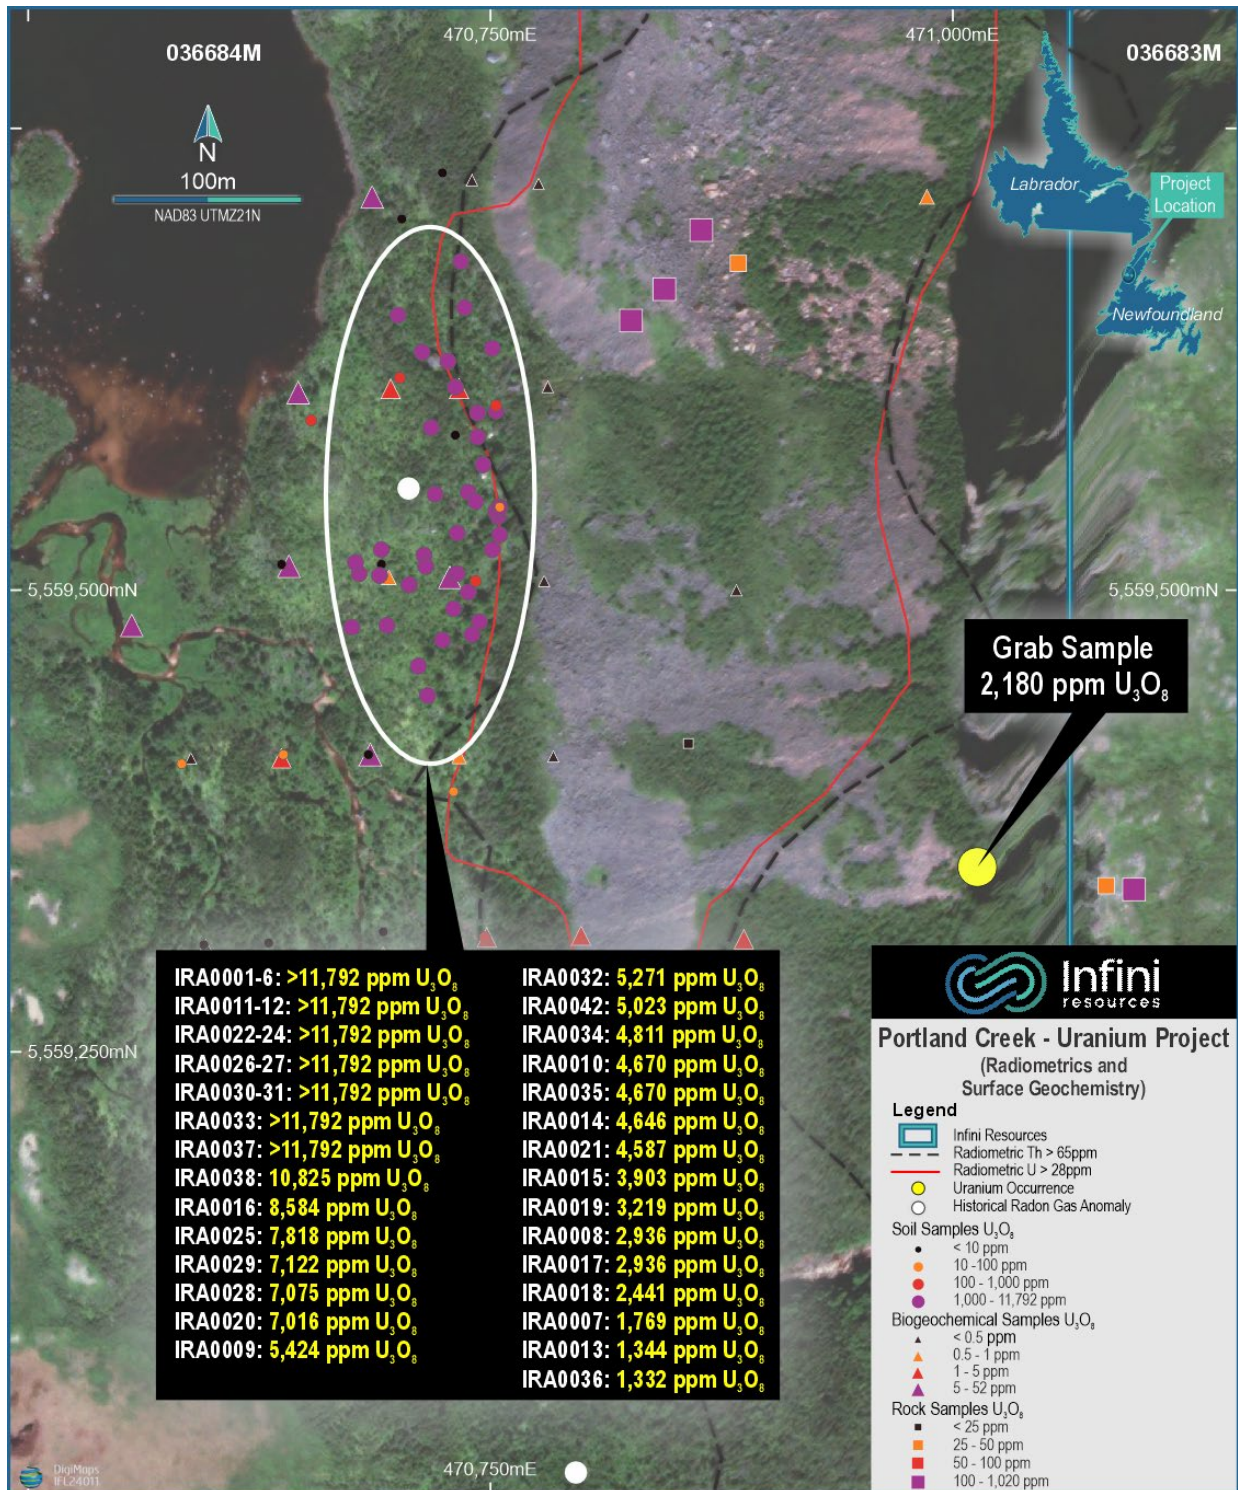 470,750mE
471,000mE
036684M
036683M
N
100m
NAD83 UTMZ21N
Labrador
Project
Location
Newfoundland
5,559,500mN
5,559,500mN
Grab Sample
2,180 ppm U₃O₈
5,559,250mN
IRA0001-6: >11,792 ppm U₃O₈
IRA0011-12: >11,792 ppm U₃O₈
IRA0022-24: >11,792 ppm U₃O₈
IRA0026-27: >11,792 ppm U₃O₈
IRA0030-31: >11,792 ppm U₃O₈
IRA0033: >11,792 ppm U₃O₈
IRA0037: >11,792 ppm U₃O₈
IRA0038: 10,825 ppm U₃O₈
IRA0016: 8,584 ppm U₃O₈
IRA0025: 7,818 ppm U₃O₈
IRA0029: 7,122 ppm U₃O₈
IRA0028: 7,075 ppm U₃O₈
IRA0020: 7,016 ppm U₃O₈
IRA0009: 5,424 ppm U₃O₈
IRA0032: 5,271 ppm U₃O₈
IRA0042: 5,023 ppm U₃O₈
IRA0034: 4,811 ppm U₃O₈
IRA0010: 4,670 ppm U₃O₈
IRA0035: 4,670 ppm U₃O₈
IRA0014: 4,646 ppm U₃O₈
IRA0021: 4,587 ppm U₃O₈
IRA0015: 3,903 ppm U₃O₈
IRA0019: 3,219 ppm U₃O₈
IRA0008: 2,936 ppm U₃O₈
IRA0017: 2,936 ppm U₃O₈
IRA0018: 2,441 ppm U₃O₈
IRA0007: 1,769 ppm U₃O₈
IRA0013: 1,344 ppm U₃O₈
IRA0036: 1,332 ppm U₃O₈
Infini
resources
Portland Creek - Uranium Project
(Radiometrics and
Surface Geochemistry)
Legend
Infini Resources
Radiometric Th > 65ppm
Radiometric U > 28ppm
Uranium Occurrence
Historical Radon Gas Anomaly
Soil Samples U₃O₈
< 10 ppm
10 -100 ppm
100 - 1,000 ppm
1,000 - 11,792 ppm
Biogeochemical Samples U₃O₈
< 0.5 ppm
0.5 - 1 ppm
1 - 5 ppm
5 - 52 ppm
Rock Samples U₃O₈
< 25 ppm
25 - 50 ppm
50 - 100 ppm
100 - 1,020 ppm
470,750mE
DigiMaps
IFL24011